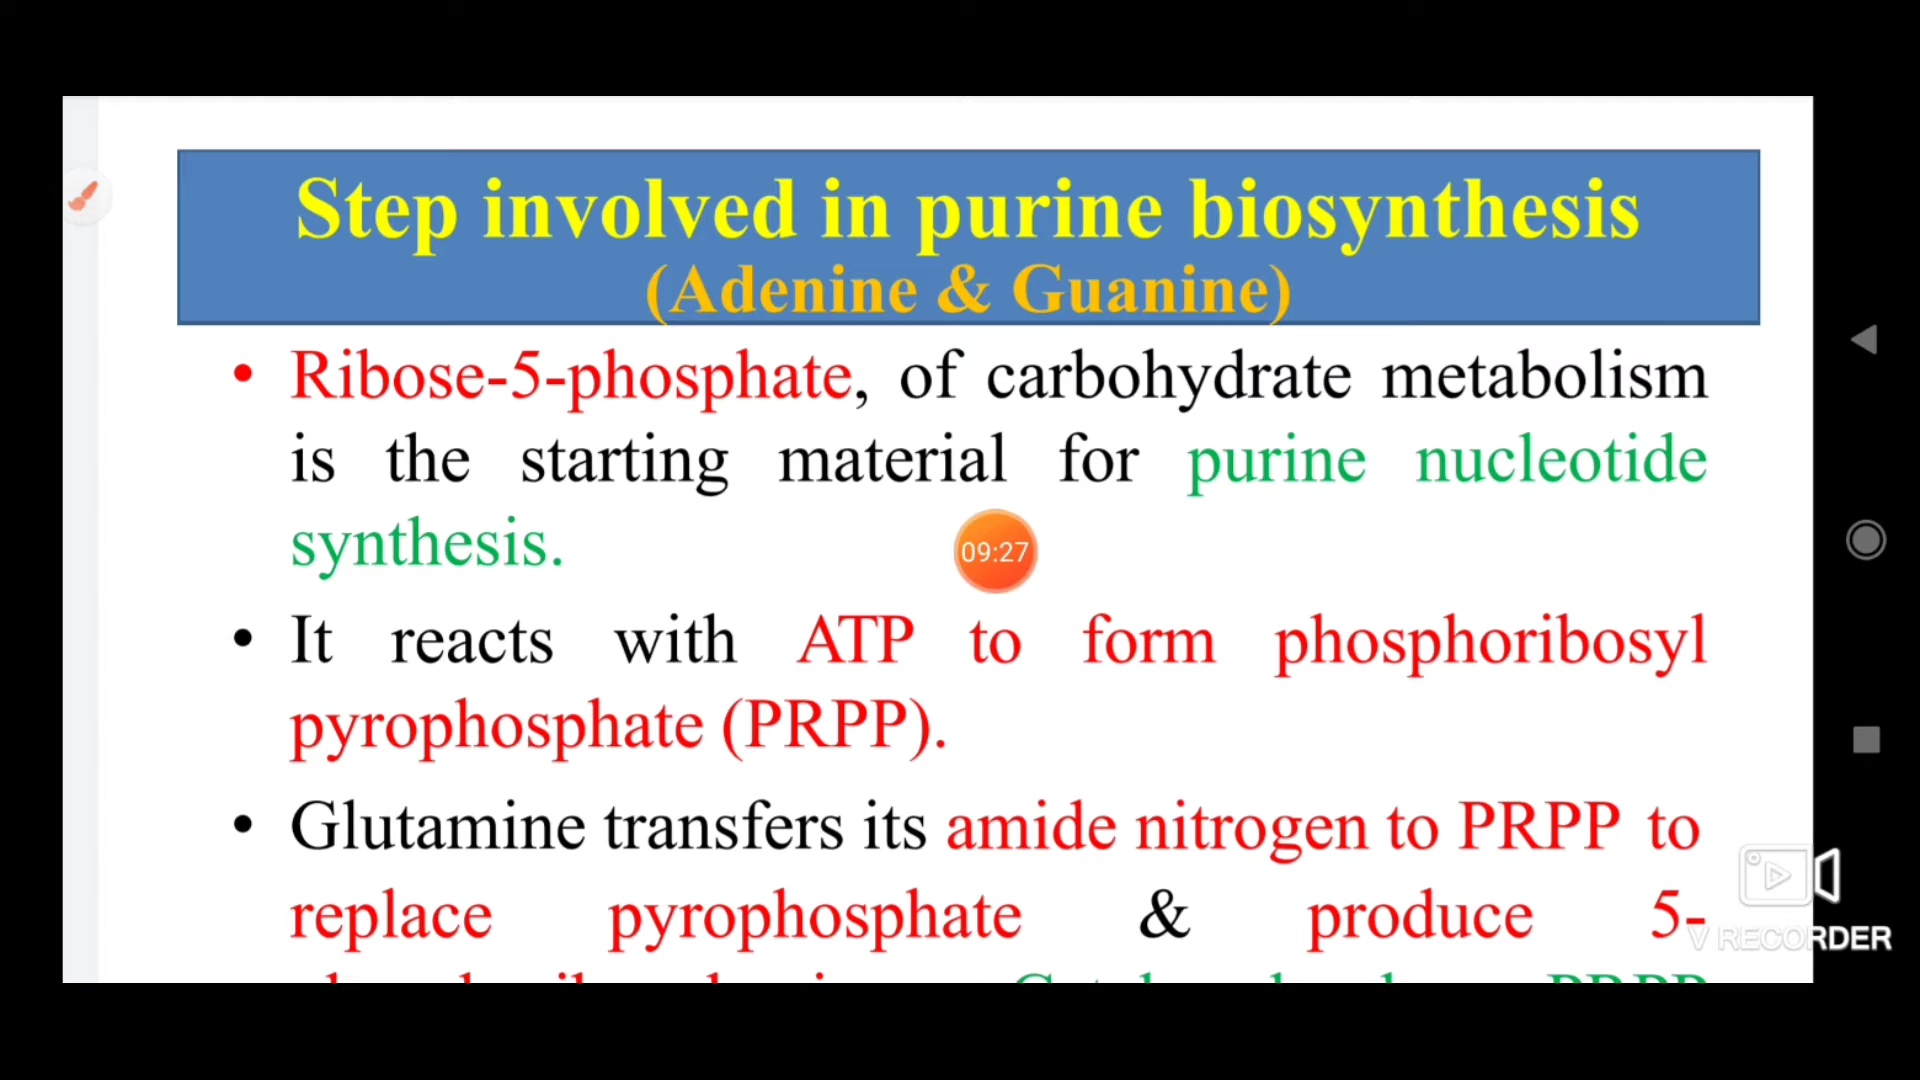 Step involved in purine biosynthesis
(Adenine & Guanine)
• Ribose-5-phosphate, of carbohydrate metabolism
is the starting material for purine nucleotide
synthesis.
09:27
• It reacts with ATP to form phosphoribosyl
pyrophosphate (PRPP).
• Glutamine transfers its amide nitrogen to PRPP to
replace pyrophosphate & produce 5-
V RECORDER